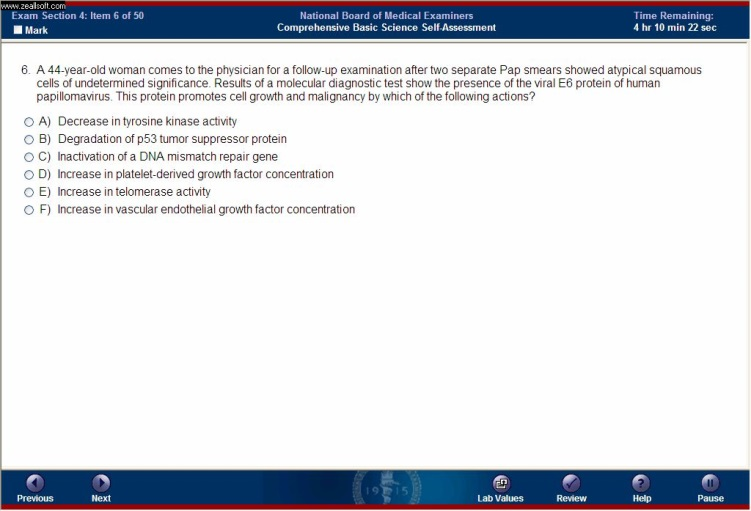 www.zeallsoft.com
Exam Section 4: Item 6 of 50
National Board of Medical Examiners
Time Remaining:
Mark
Comprehensive Basic Science Self-Assessment
4 hr 10 min 22 sec
6. A 44-year-old woman comes to the physician for a follow-up examination after two separate Pap smears showed atypical squamous
cells of undetermined significance. Results of a molecular diagnostic test show the presence of the viral E6 protein of human
papillomavirus. This protein promotes cell growth and malignancy by which of the following actions?
A) Decrease in tyrosine kinase activity
B) Degradation of p53 tumor suppressor protein
C) Inactivation of a DNA mismatch repair gene
D) Increase in platelet-derived growth factor concentration
E) Increase in telomerase activity
F) Increase in vascular endothelial growth factor concentration
19 15
Previous
Next
Lab Values
Review
Help
Pause